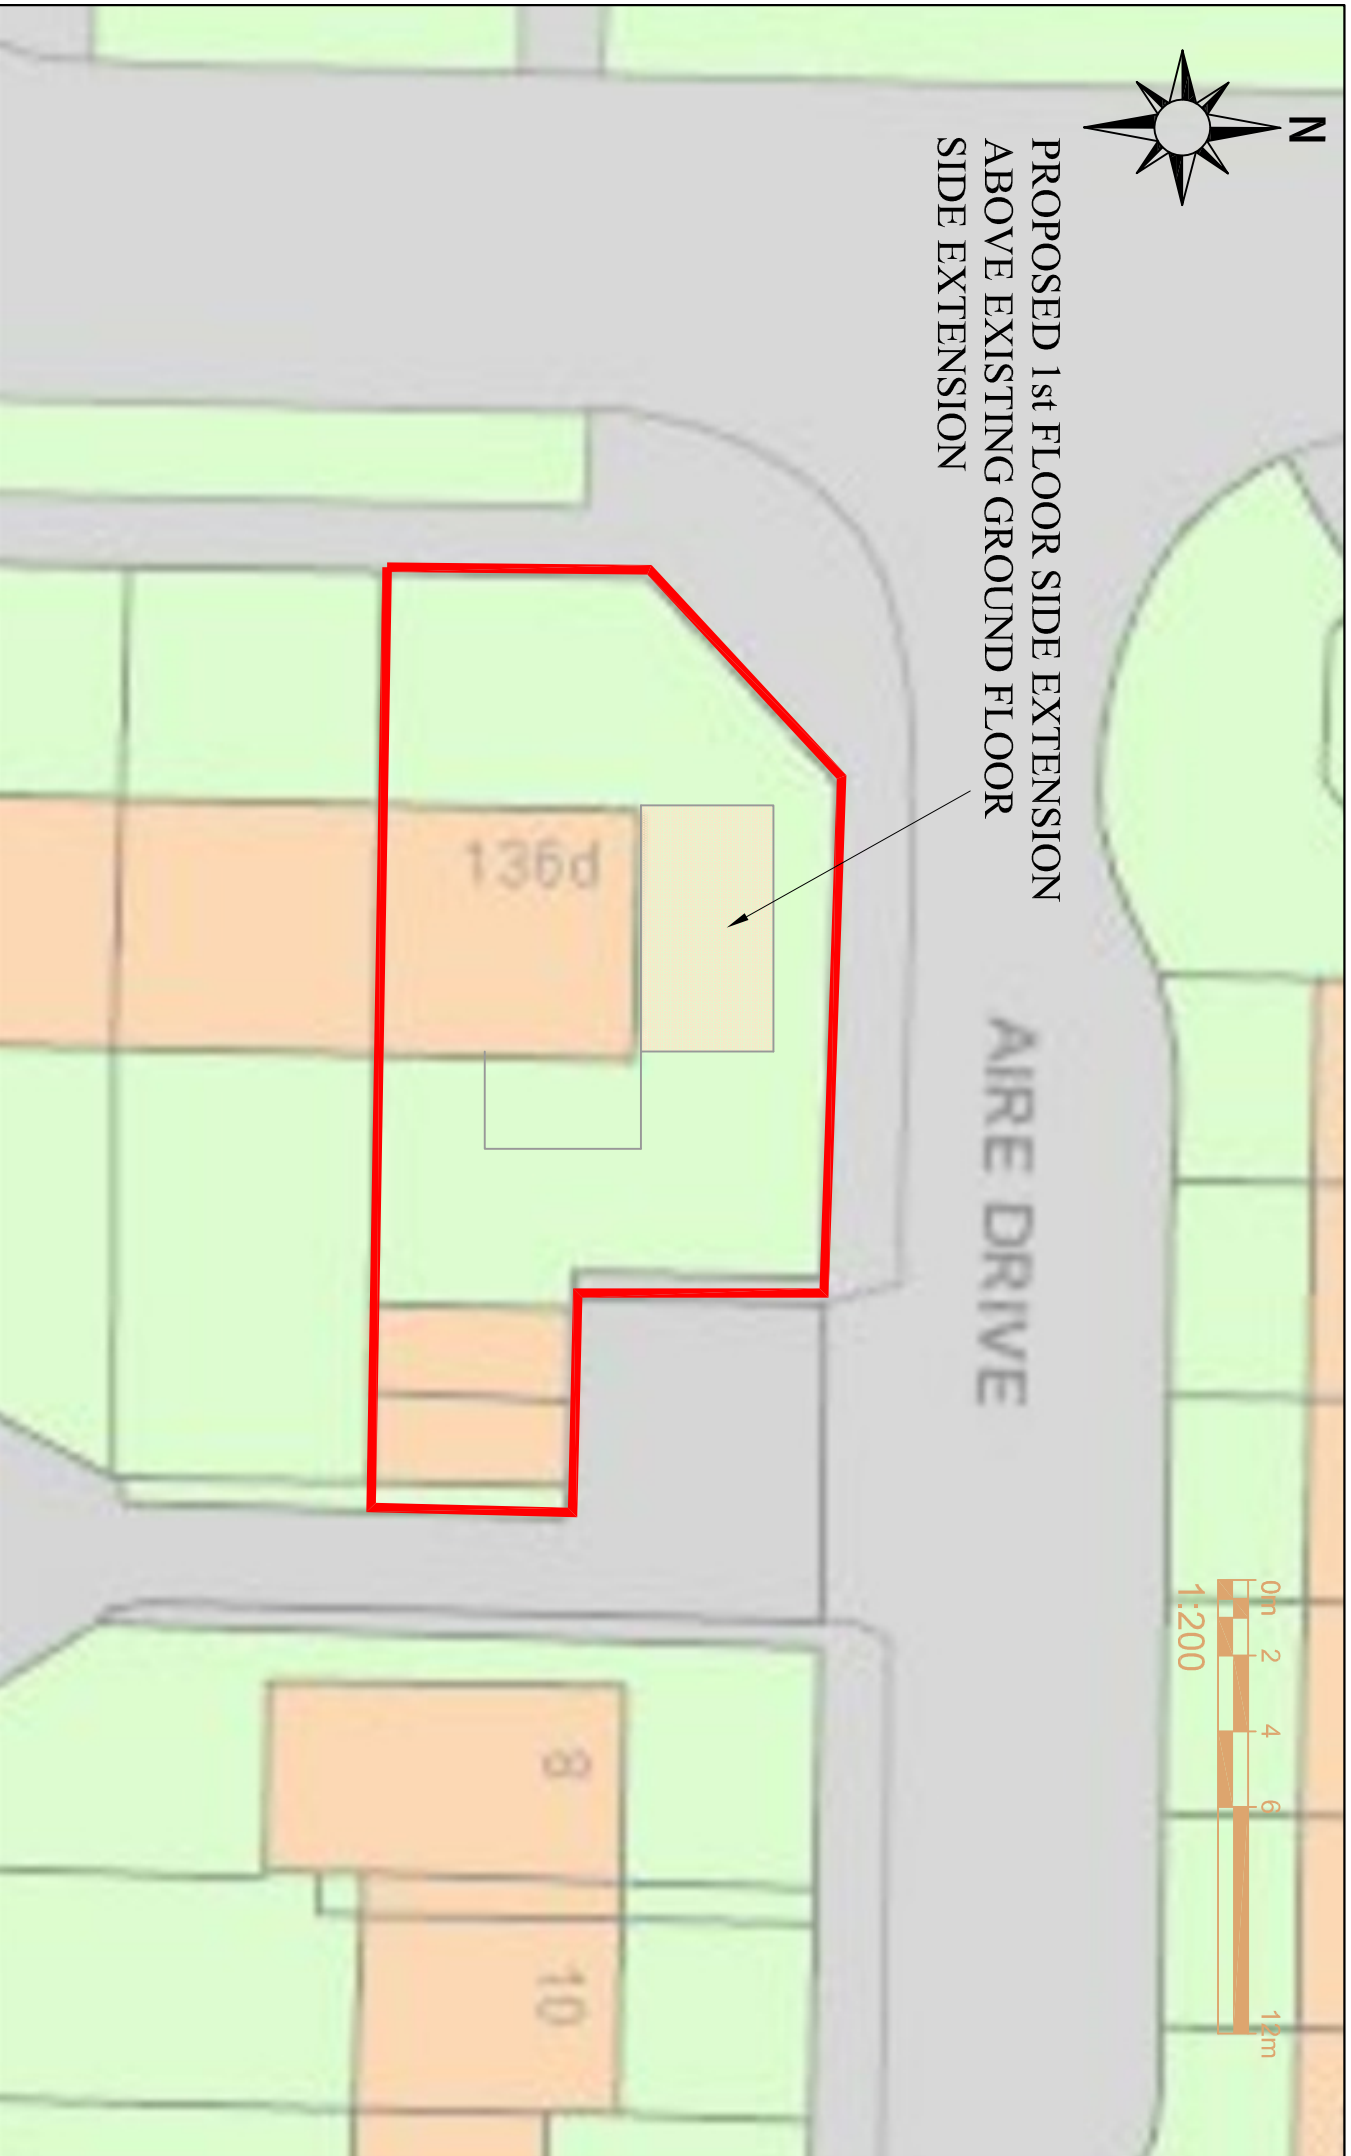 N
PROPOSED 1st FLOOR SIDE EXTENSION
ABOVE EXISTING GROUND FLOOR
SIDE EXTENSION
136d
AIRE DRIVE
0m 2 4 6 12m
1:200
8
10